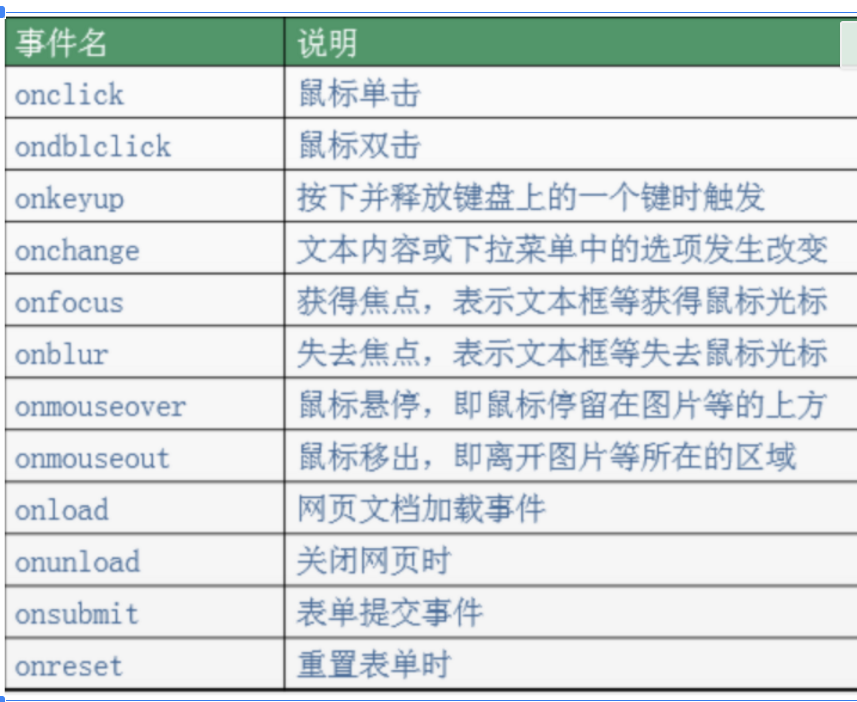 事件名 说明
onclick 鼠标单击
ondblclick 鼠标双击
onkeyup 按下并释放键盘上的一个键时触发
onchange 文本内容或下拉菜单中的选项发生改变
onfocus 获得焦点，表示文本框等获得鼠标光标
onblur 失去焦点，表示文本框等失去鼠标光标
onmouseover 鼠标悬停，即鼠标停留在图片等的上方
onmouseout 鼠标移出，即离开图片等所在的区域
onload 网页文档加载事件
onunload 关闭网页时
onsubmit 表单提交事件
onreset 重置表单时